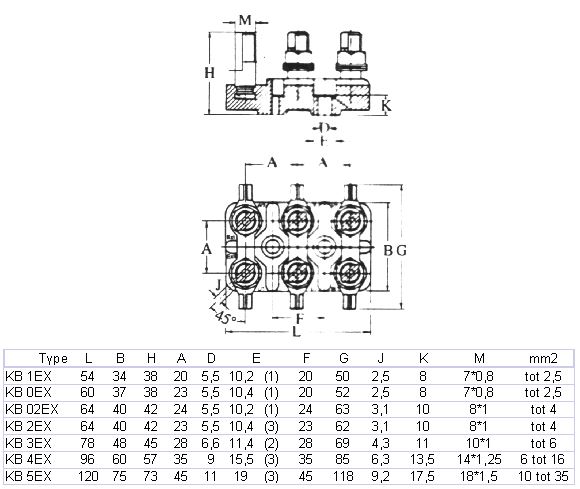 M
H
K
D
E
A A
A
B G
J
45°
F
L
Type L B H A D E F G J K M mm2
KB 1EX 54 34 38 20 5,5 10,2 (1) 20 50 2,5 8 7*0,8 tot 2,5
KB 0EX 60 37 38 23 5,5 10,4 (1) 20 52 2,5 8 7*0,8 tot 2,5
KB 02EX 64 40 42 24 5,5 10,2 (1) 24 63 3,1 10 8*1 tot 4
KB 2EX 64 40 42 23 5,5 10,4 (3) 23 62 3,1 10 8*1 tot 4
KB 3EX 78 48 45 28 6,6 11,4 (2) 28 69 4,3 11 10*1 tot 6
KB 4EX 96 60 57 35 9 15,5 (3) 35 85 6,3 13,5 14*1,25 6 tot 16
KB 5EX 120 75 73 45 11 19 (3) 45 118 9,2 17,5 18*1,5 10 tot 35